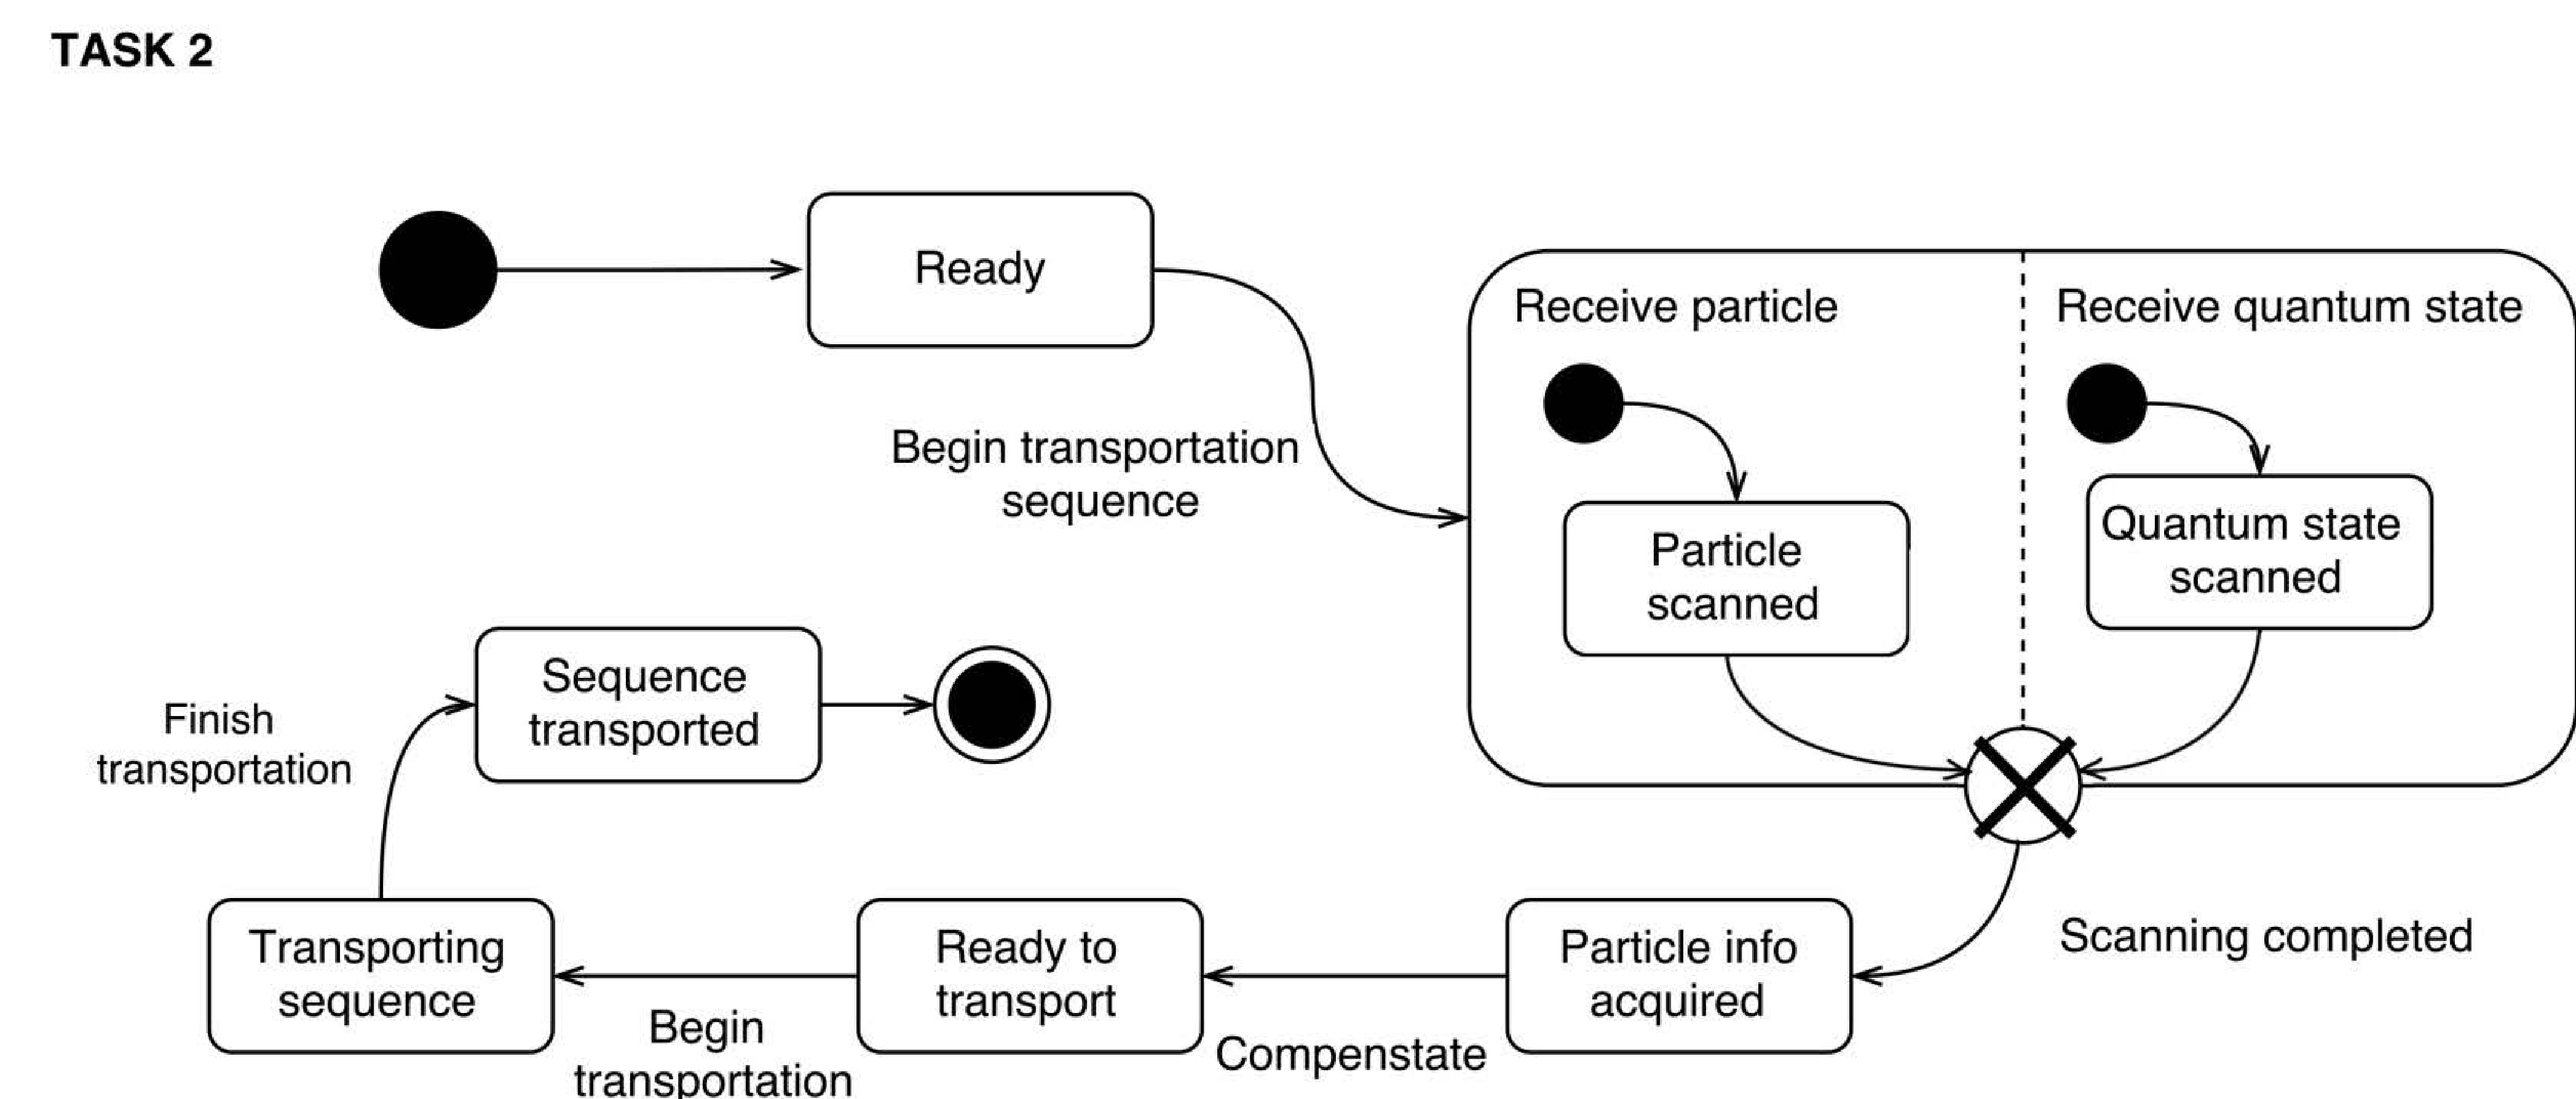 TASK 2
Ready
Receive particle
Receive quantum state
Begin transportation
sequence
Particle
scanned
Quantum state
scanned
Sequence
transported
Finish
transportation
Transporting
sequence
Begin
transportation
Ready to
transport
Compenstate
Particle info
acquired
Scanning completed